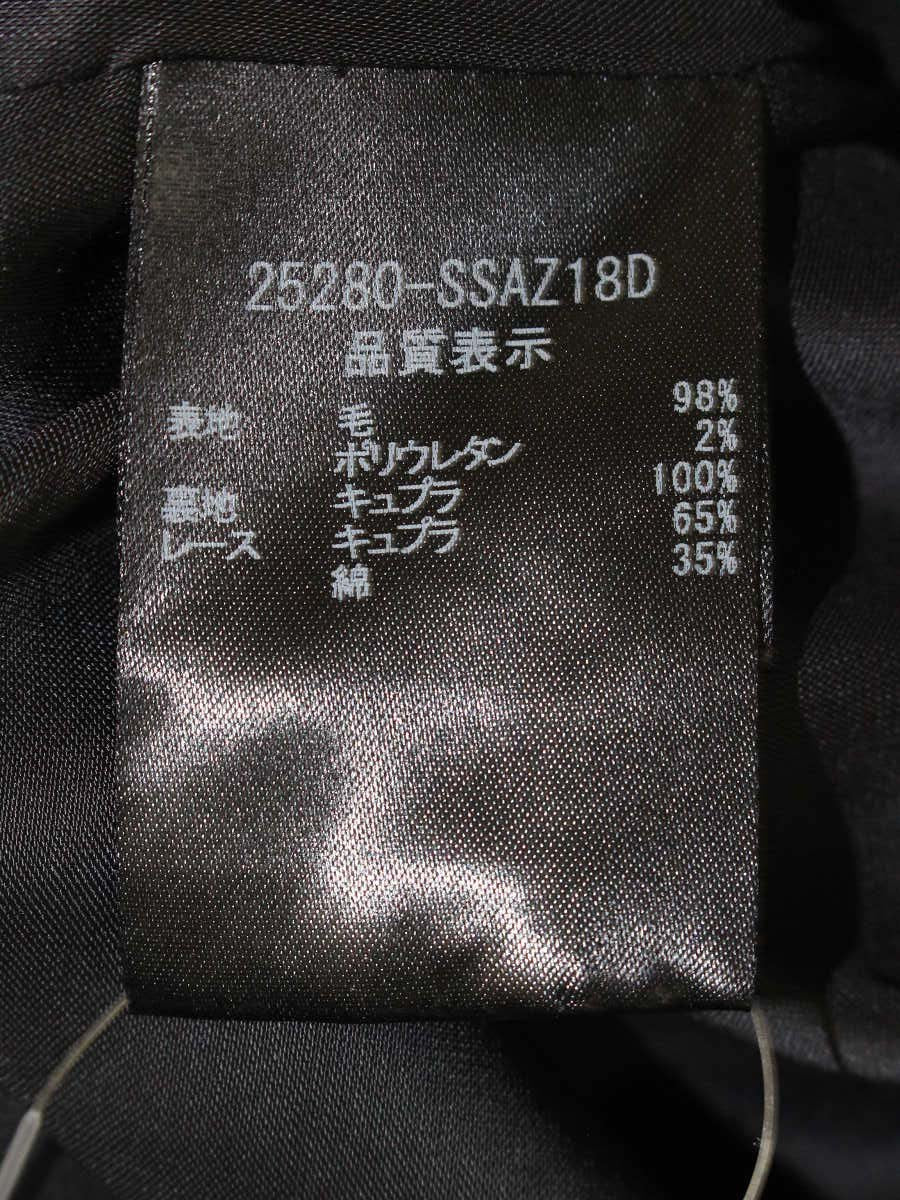 25280-SSAZ18D
品質表示
表地 毛 98%
ポリウレタン 2%
裏地 キュプラ 100%
レース キュプラ 65%
綿 35%